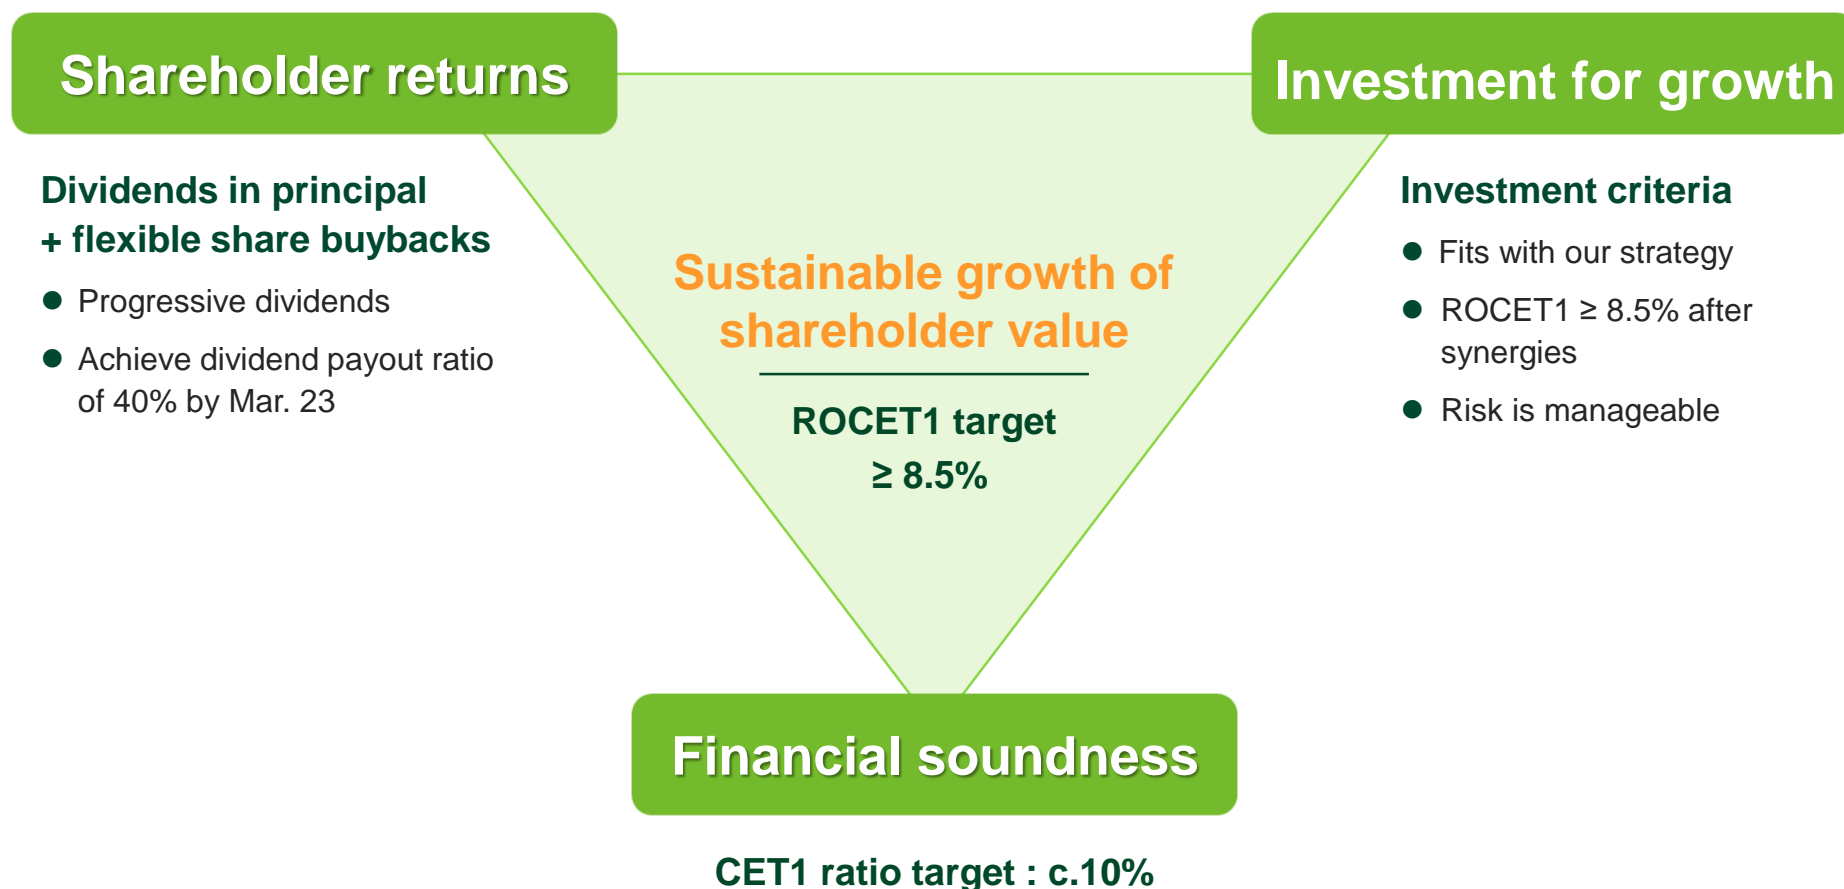 Shareholder returns
Investment for growth
Dividends in principal
+ flexible share buybacks
● Progressive dividends
● Achieve dividend payout ratio
of 40% by Mar. 23
Sustainable growth of
shareholder value
ROCET1 target
≥ 8.5%
Investment criteria
● Fits with our strategy
● ROCET1 ≥ 8.5% after
synergies
● Risk is manageable
Financial soundness
CET1 ratio target : c.10%